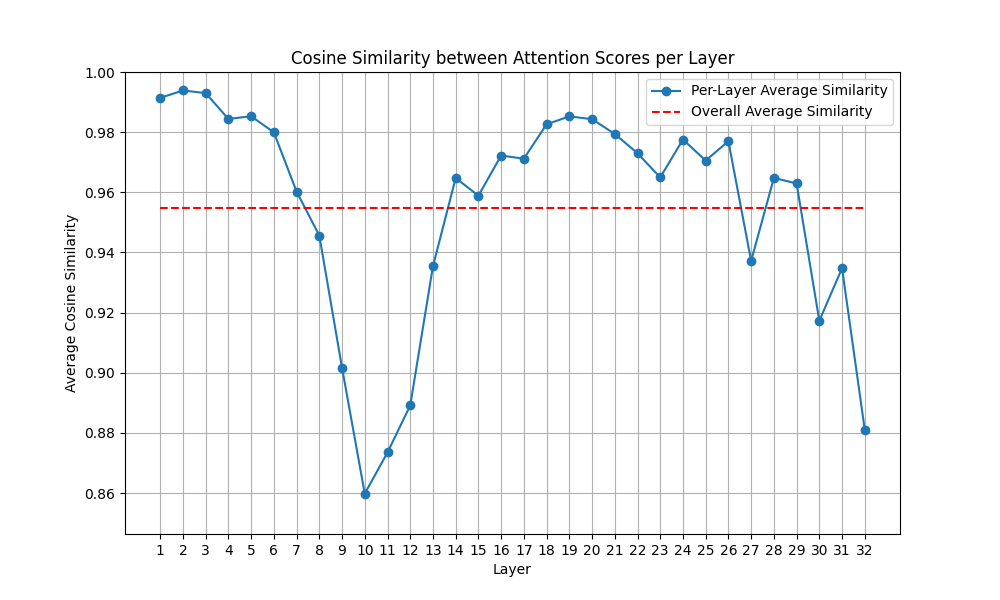 Cosine Similarity between Attention Scores per Layer
Per-Layer Average Similarity
Overall Average Similarity
Average Cosine Similarity
1.00
0.98
0.96
0.94
0.92
0.90
0.88
0.86
1 2 3 4 5 6 7 8 9 10 11 12 13 14 15 16 17 18 19 20 21 22 23 24 25 26 27 28 29 30 31 32
Layer